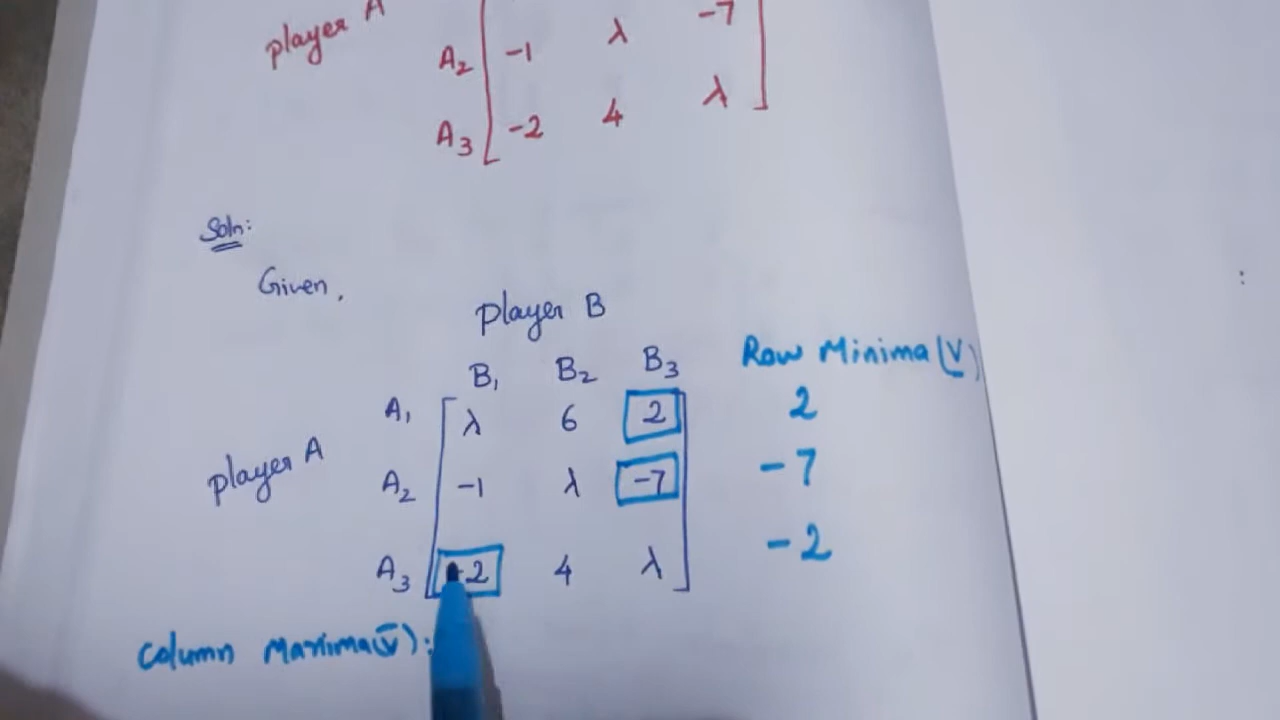 player A
-7
A2 -1 λ
A3 -2 4 λ
Soln:
Given,
player B
B1 B2 B3 Row Minima (V)
A1 λ 6 2 2
player A
A2 -1 λ -7 -7
A3 -2 4 λ -2
Column Maxima (V̄):